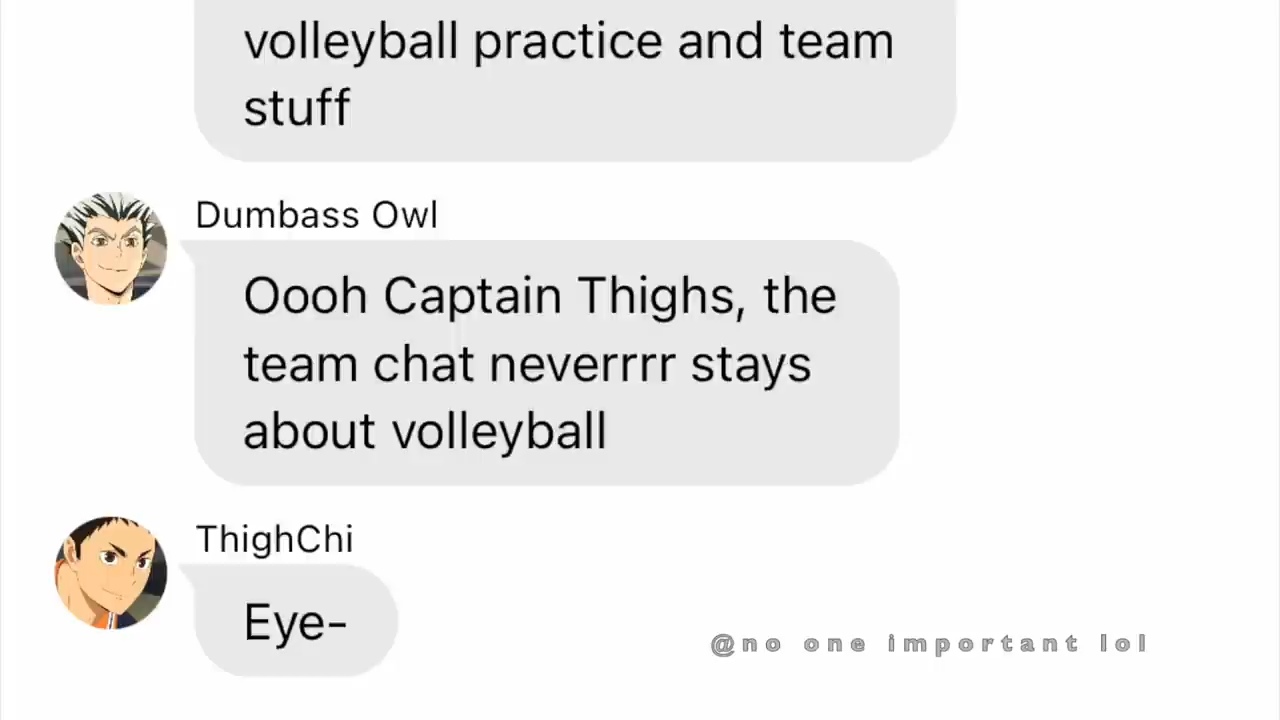 volleyball practice and team
stuff
Dumbass Owl
Oooh Captain Thighs, the
team chat neverrrr stays
about volleyball
ThighChi
Eye-
@no one important lol